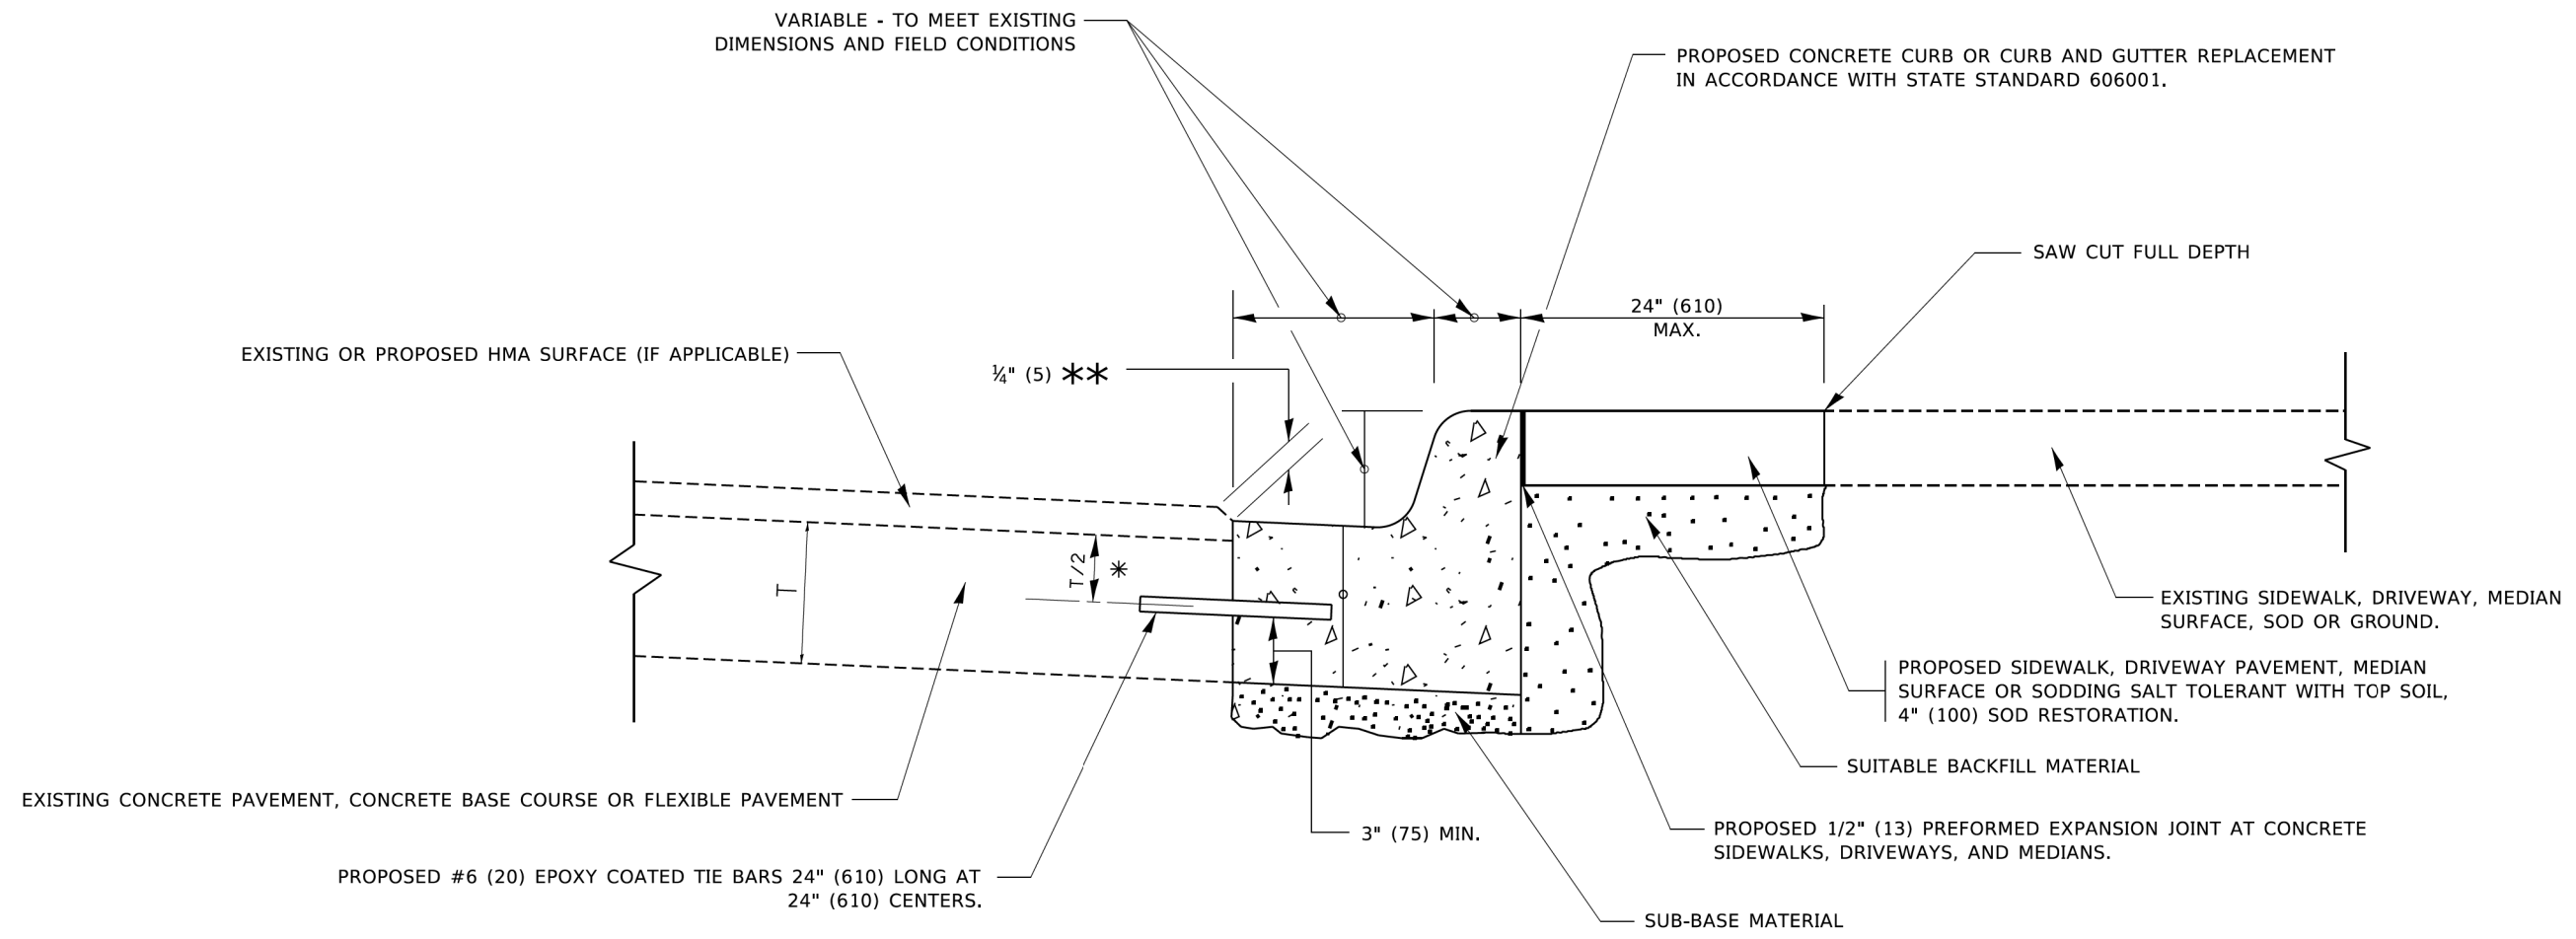 VARIABLE - TO MEET EXISTING
DIMENSIONS AND FIELD CONDITIONS
PROPOSED CONCRETE CURB OR CURB AND GUTTER REPLACEMENT
IN ACCORDANCE WITH STATE STANDARD 606001.
SAW CUT FULL DEPTH
24" (610)
MAX.
EXISTING OR PROPOSED HMA SURFACE (IF APPLICABLE)
¼" (5) **
T
T/2
*
EXISTING SIDEWALK, DRIVEWAY, MEDIAN
SURFACE, SOD OR GROUND.
PROPOSED SIDEWALK, DRIVEWAY PAVEMENT, MEDIAN
SURFACE OR SODDING SALT TOLERANT WITH TOP SOIL,
4" (100) SOD RESTORATION.
SUITABLE BACKFILL MATERIAL
EXISTING CONCRETE PAVEMENT, CONCRETE BASE COURSE OR FLEXIBLE PAVEMENT
3" (75) MIN.
PROPOSED 1/2" (13) PREFORMED EXPANSION JOINT AT CONCRETE
SIDEWALKS, DRIVEWAYS, AND MEDIANS.
PROPOSED #6 (20) EPOXY COATED TIE BARS 24" (610) LONG AT
24" (610) CENTERS.
SUB-BASE MATERIAL